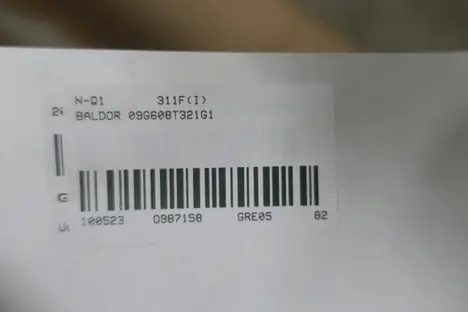 N-Q1 311F(I)
BALDOR 09G608T321G1
100523 0987158 GRE05 82